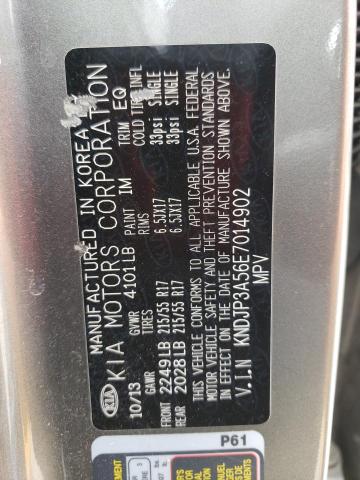 MANUFACTURED IN KOREA
KIA KIA MOTORS CORPORATION
10/13 GVWR 4101LB PAINT IM TRIM EQ
GAWR TIRES RIMS COLD TIRE INFL
FRONT 2249LB 215/55 R17 6.5JX17 33psi SINGLE
REAR 2028LB 215/55 R17 6.5JX17 33psi SINGLE
THIS VEHICLE CONFORMS TO ALL APPLICABLE U.S.A. FEDERAL
MOTOR VEHICLE SAFETY AND THEFT PREVENTION STANDARDS
IN EFFECT ON THE DATE OF MANUFACTURE SHOWN ABOVE.
V.I.N KNDJP3A56E7014902
MPV
P61